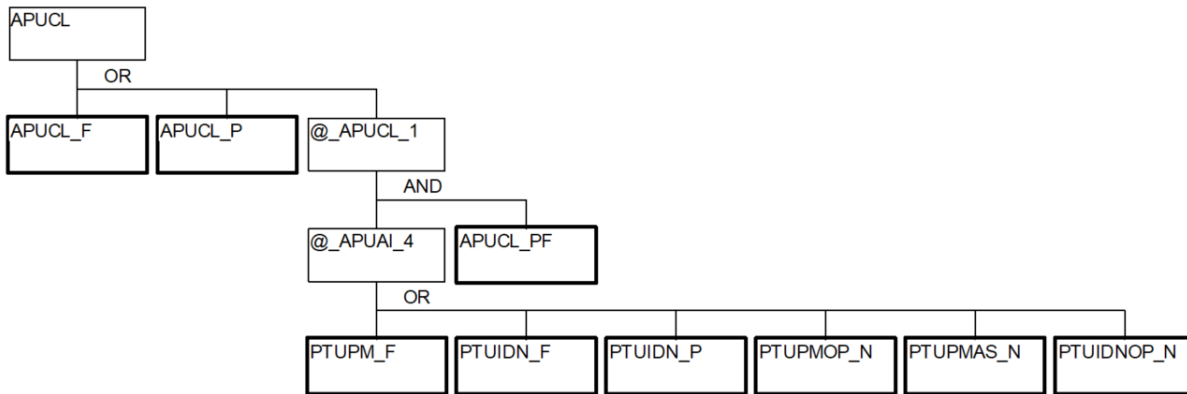 APUCL
OR
APUCL_F
APUCL_P
@_APUCL_1
AND
@_APUAI_4
APUCL_PF
OR
PTUPM_F
PTUIDN_F
PTUIDN_P
PTUPMOP_N
PTUPMAS_N
PTUIDNOP_N